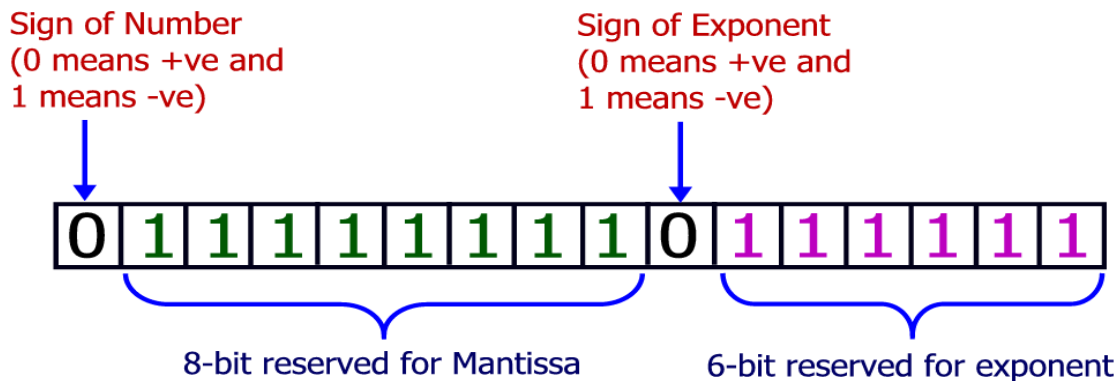 Sign of Number
(0 means +ve and
1 means -ve)
Sign of Exponent
(0 means +ve and
1 means -ve)
0 1 1 1 1 1 1 1 1 0 1 1 1 1 1 1
8-bit reserved for Mantissa
6-bit reserved for exponent